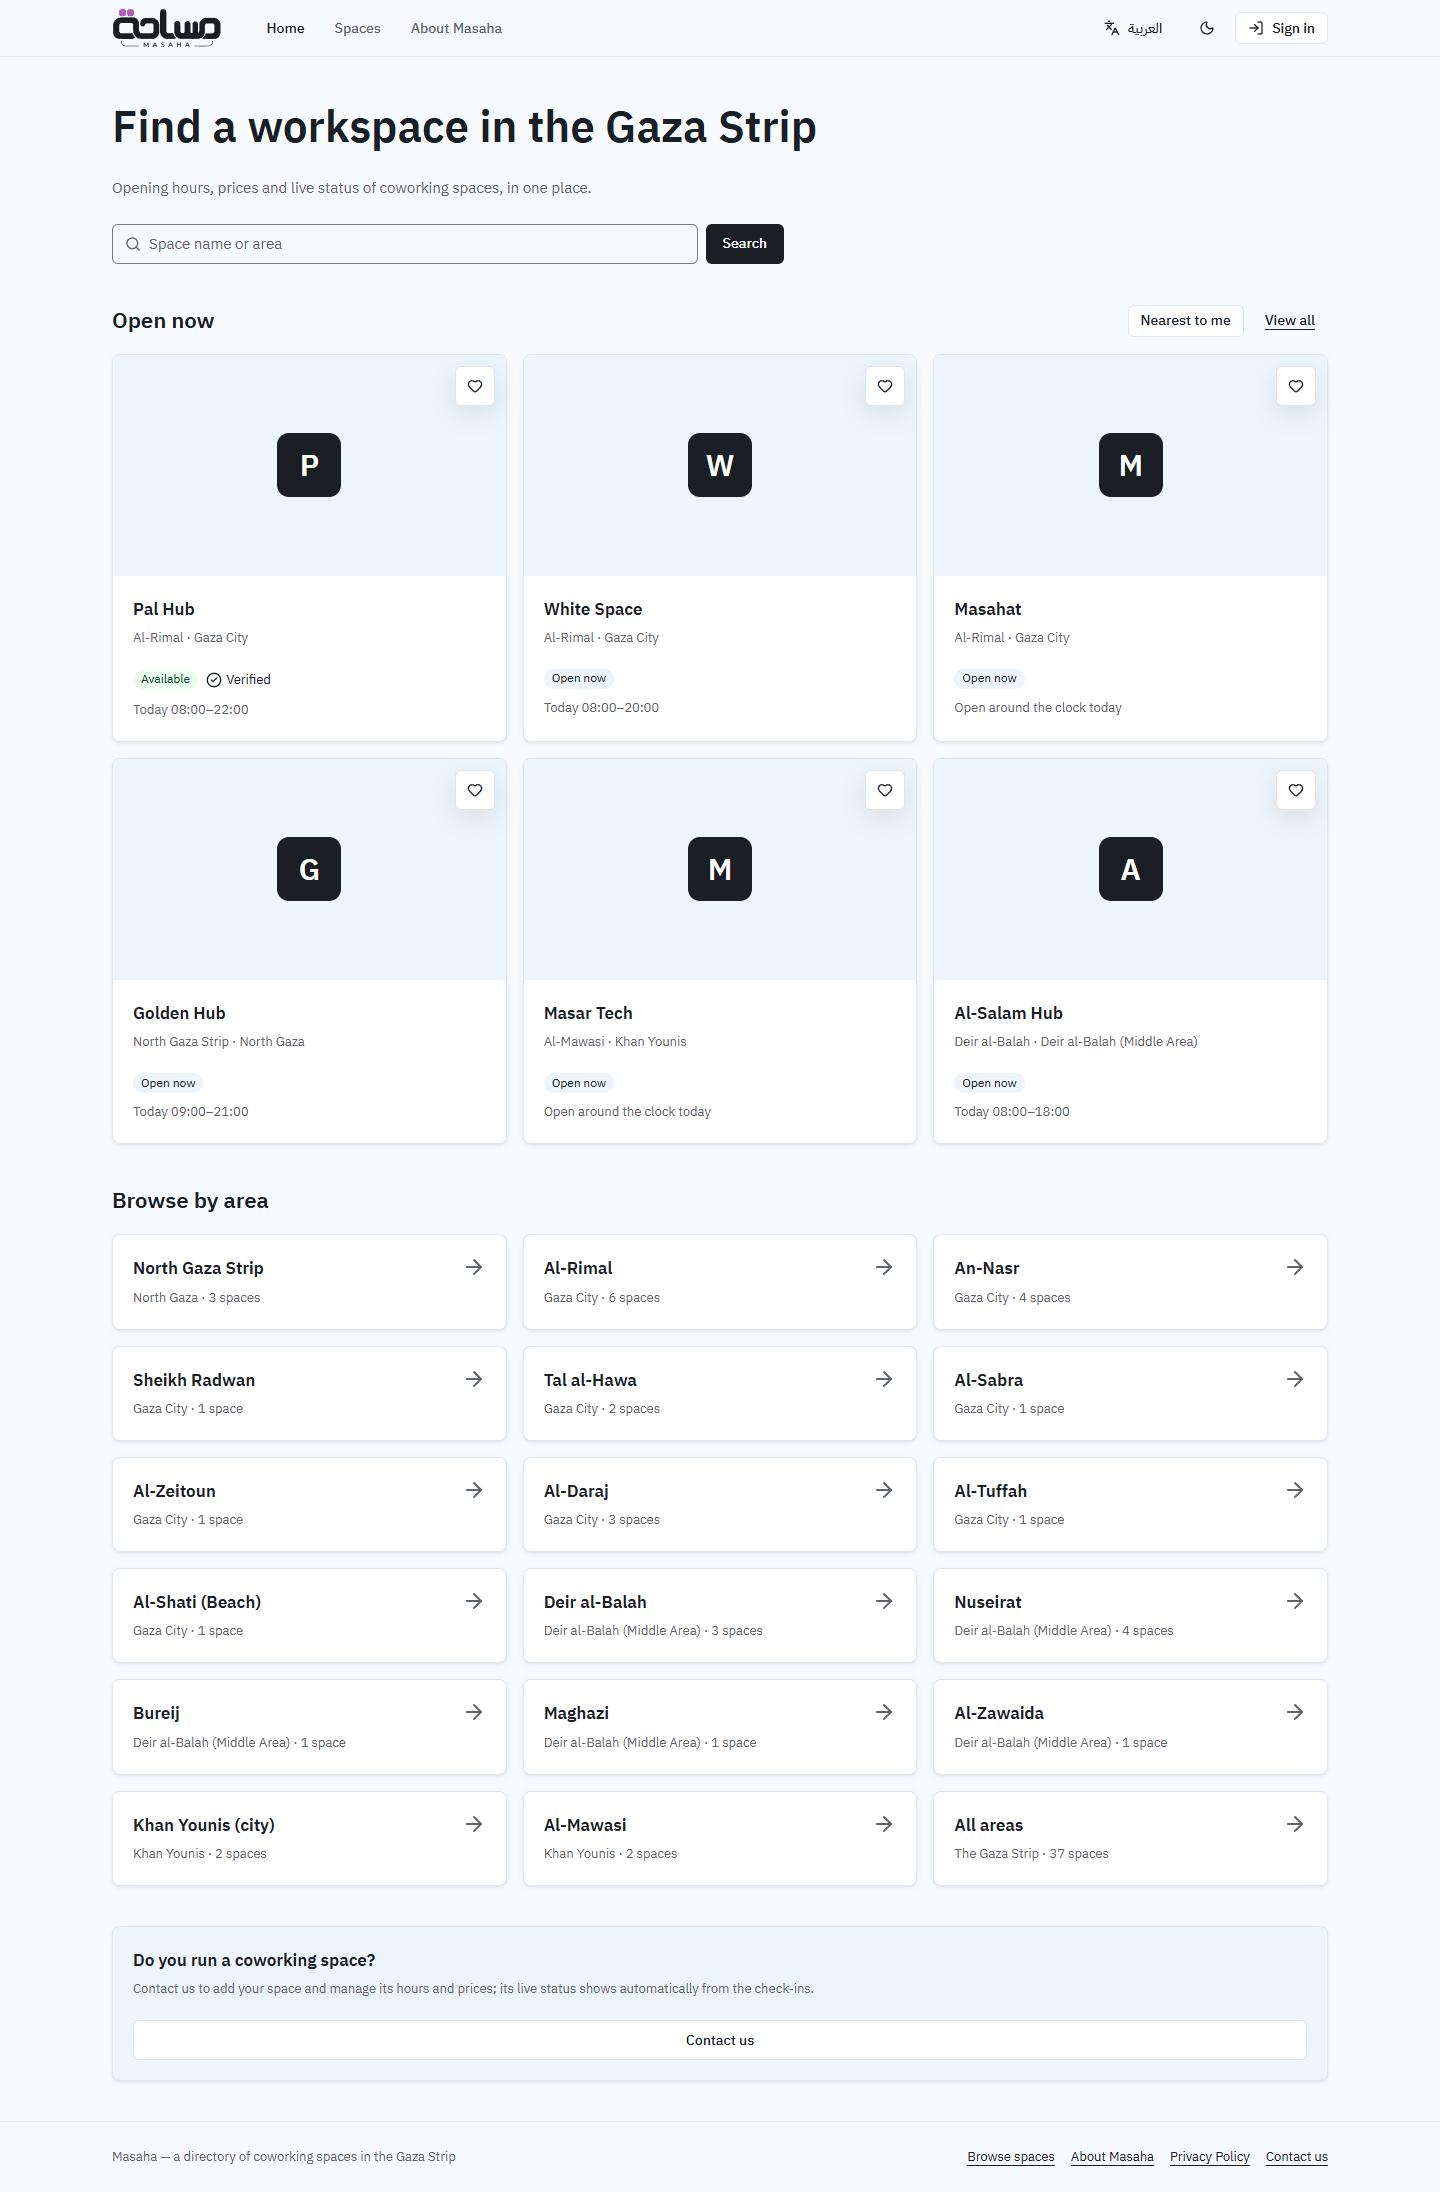 مساحة
MASAHA
Home
Spaces
About Masaha
العربية
Sign in
Find a workspace in the Gaza Strip
Opening hours, prices and live status of coworking spaces, in one place.
Space name or area
Search
Open now
Nearest to me
View all
P
W
M
Pal Hub
Al-Rimal · Gaza City
Available
Verified
Today 08:00–22:00
White Space
Al-Rimal · Gaza City
Open now
Today 08:00–20:00
Masahat
Al-Rimal · Gaza City
Open now
Open around the clock today
G
M
A
Golden Hub
North Gaza Strip · North Gaza
Open now
Today 09:00–21:00
Masar Tech
Al-Mawasi · Khan Younis
Open now
Open around the clock today
Al-Salam Hub
Deir al-Balah · Deir al-Balah (Middle Area)
Open now
Today 08:00–18:00
Browse by area
North Gaza Strip
North Gaza · 3 spaces
Al-Rimal
Gaza City · 6 spaces
An-Nasr
Gaza City · 4 spaces
Sheikh Radwan
Gaza City · 1 space
Tal al-Hawa
Gaza City · 2 spaces
Al-Sabra
Gaza City · 1 space
Al-Zeitoun
Gaza City · 1 space
Al-Daraj
Gaza City · 3 spaces
Al-Tuffah
Gaza City · 1 space
Al-Shati (Beach)
Gaza City · 1 space
Deir al-Balah
Deir al-Balah (Middle Area) · 3 spaces
Nuseirat
Deir al-Balah (Middle Area) · 4 spaces
Bureij
Deir al-Balah (Middle Area) · 1 space
Maghazi
Deir al-Balah (Middle Area) · 1 space
Al-Zawaida
Deir al-Balah (Middle Area) · 1 space
Khan Younis (city)
Khan Younis · 2 spaces
Al-Mawasi
Khan Younis · 2 spaces
All areas
The Gaza Strip · 37 spaces
Do you run a coworking space?
Contact us to add your space and manage its hours and prices; its live status shows automatically from the check-ins.
Contact us
Masaha — a directory of coworking spaces in the Gaza Strip
Browse spaces
About Masaha
Privacy Policy
Contact us